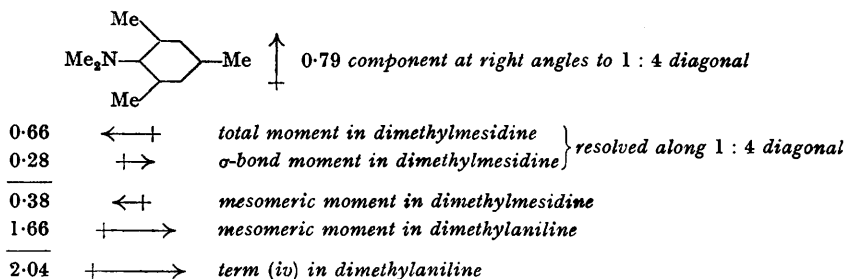 Me
Me₂N —Me 0·79 component at right angles to 1 : 4 diagonal
Me
0·66 total moment in dimethylmesidine
0·28 σ-bond moment in dimethylmesidine } resolved along 1 : 4 diagonal
0·38 mesomeric moment in dimethylmesidine
1·66 mesomeric moment in dimethylaniline
2·04 term (iv) in dimethylaniline